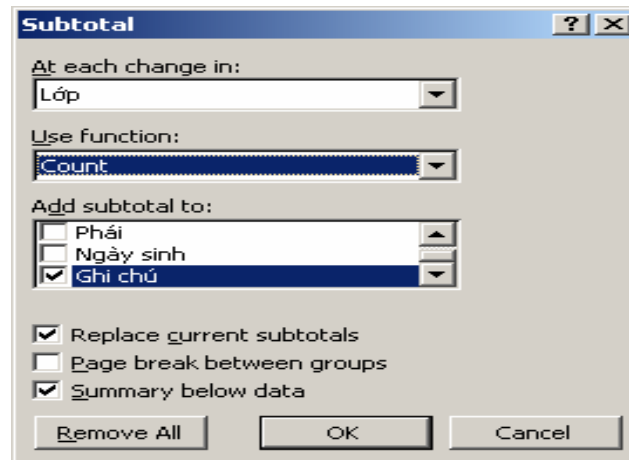 Subtotal
At each change in:
Lớp
Use function:
Count
Add subtotal to:
Phái
Ngày sinh
Ghi chú
Replace current subtotals
Page break between groups
Summary below data
Remove All OK Cancel